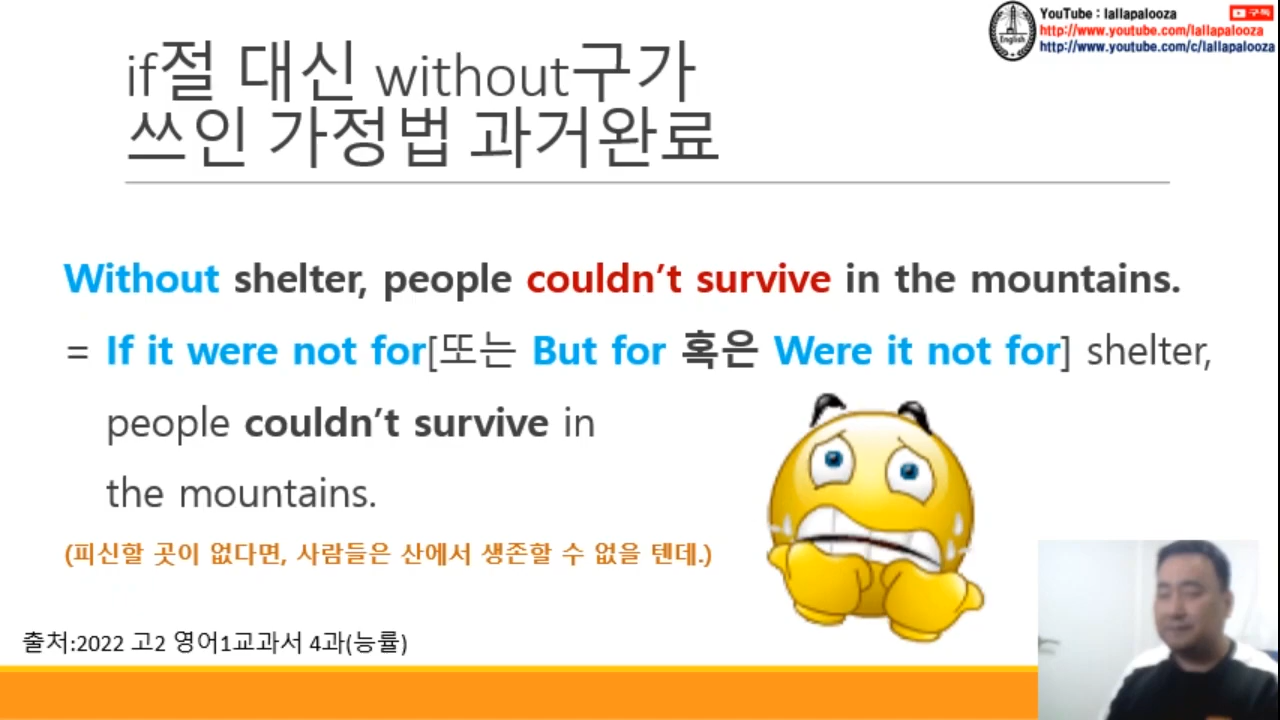 YouTube : lallapalooza
구독
http://www.youtube.com/lallapalooza
http://www.youtube.com/c/lallapalooza
English
if절 대신 without구가
쓰인 가정법 과거완료
Without shelter, people couldn’t survive in the mountains.
= If it were not for[또는 But for 혹은 Were it not for] shelter,
people couldn’t survive in
the mountains.
(피신할 곳이 없다면, 사람들은 산에서 생존할 수 없을 텐데.)
출처:2022 고2 영어1교과서 4과(능률)